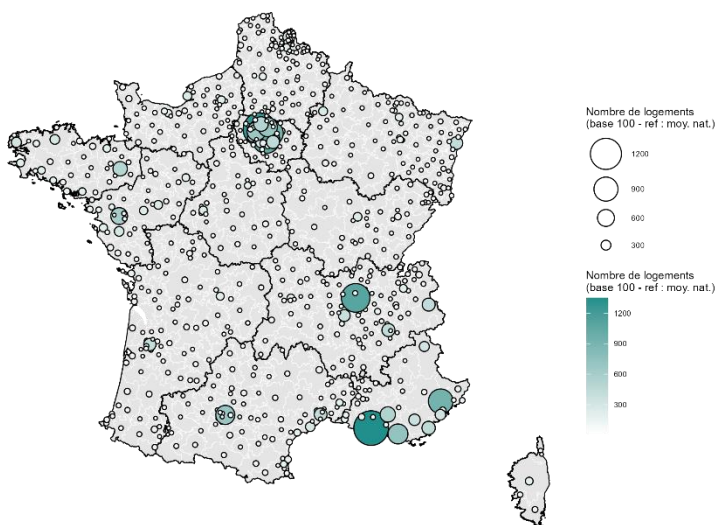 Nombre de logements
(base 100 - ref : moy. nat.)
1200
900
600
300
Nombre de logements
(base 100 - ref : moy. nat.)
1200
900
600
300